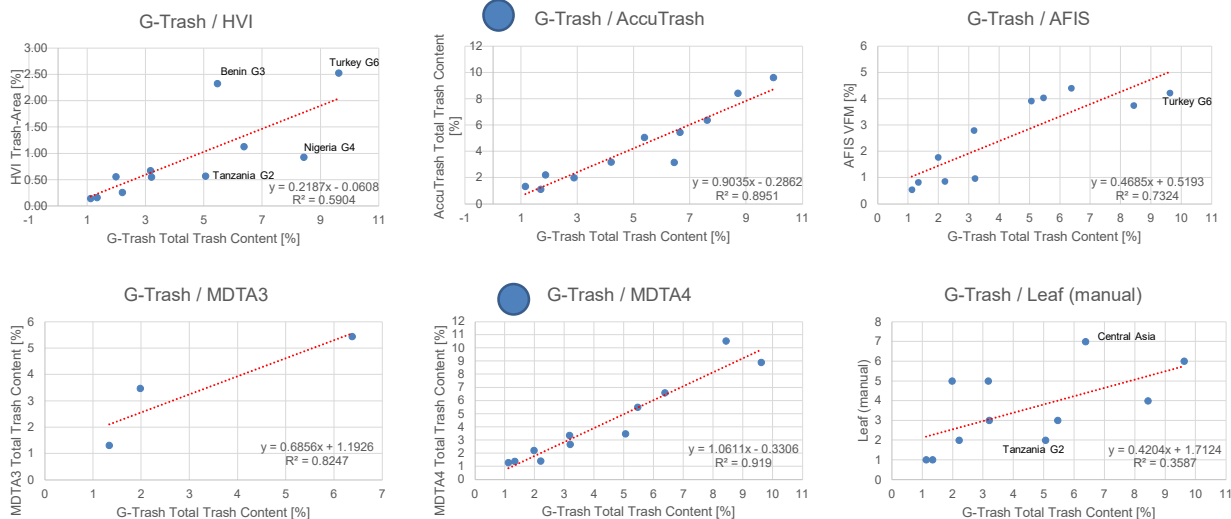 G-Trash / HVI
HVI Trash-Area [%]
3.00
2.50
2.00
1.50
1.00
0.50
0.00
Turkey G6
Benin G3
Nigeria G4
Tanzania G2
y = 0.2187x - 0.0608
R² = 0.5904
-1 1 3 5 7 9 11
G-Trash Total Trash Content [%]
G-Trash / AccuTrash
AccuTrash Total Trash Content
[%]
12
10
8
6
4
2
0
y = 0.9035x - 0.2862
R² = 0.8951
-1 1 3 5 7 9 11
G-Trash Total Trash Content [%]
G-Trash / AFIS
AFIS VFM [%]
6
5
4
3
2
1
0
Turkey G6
y = 0.4685x + 0.5193
R² = 0.7324
0 1 2 3 4 5 6 7 8 9 10 11
G-Trash Total Trash Content [%]
G-Trash / MDTA3
MDTA3 Total Trash Content [%]
6
5
4
3
2
1
0
y = 0.6856x + 1.1926
R² = 0.8247
0 1 2 3 4 5 6 7
G-Trash Total Trash Content [%]
G-Trash / MDTA4
MDTA4 Total Trash Content [%]
12
11
10
9
8
7
6
5
4
3
2
1
0
y = 1.0611x - 0.3306
R² = 0.919
0 1 2 3 4 5 6 7 8 9 10 11
G-Trash Total Trash Content [%]
G-Trash / Leaf (manual)
Leaf (manual)
8
7
6
5
4
3
2
1
0
Central Asia
Tanzania G2
y = 0.4204x + 1.7124
R² = 0.3587
0 1 2 3 4 5 6 7 8 9 10 11
G-Trash Total Trash Content [%]